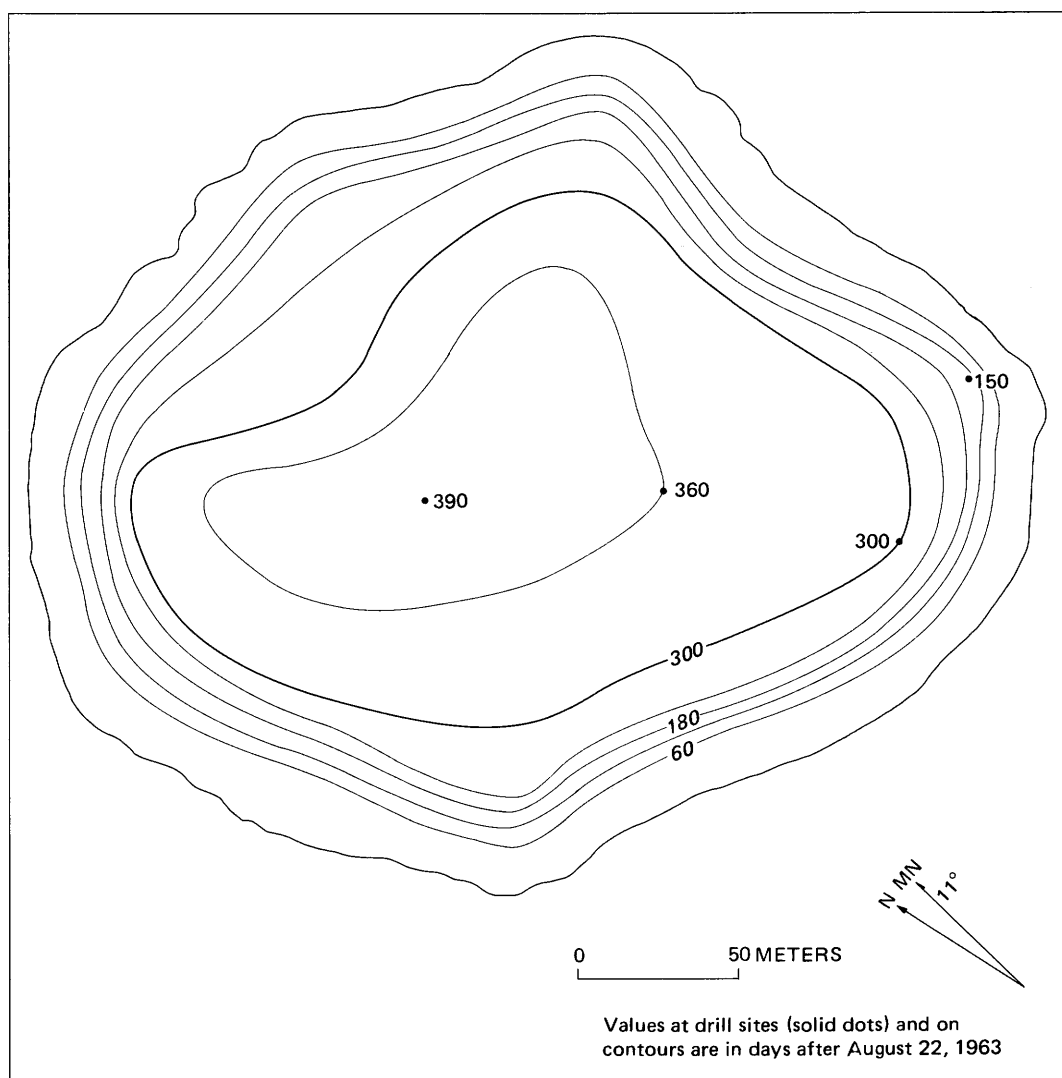 150
390
360
300
300
180
60
N MN
11°
0 50 METERS
Values at drill sites (solid dots) and on
contours are in days after August 22, 1963